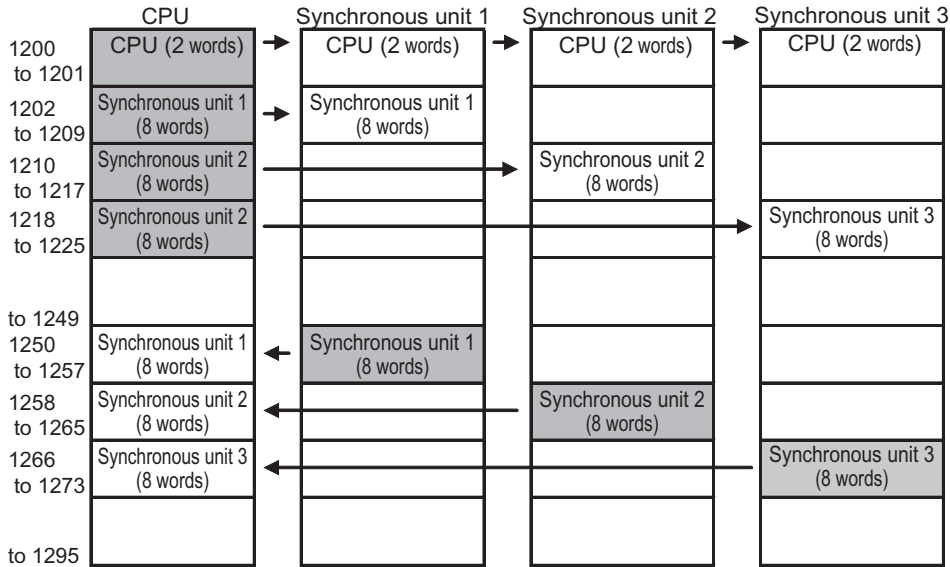 CPU Synchronous unit 1 Synchronous unit 2 Synchronous unit 3
1200
to 1201
CPU (2 words) CPU (2 words) CPU (2 words) CPU (2 words)
1202
to 1209
Synchronous unit 1
(8 words)
Synchronous unit 1
(8 words)
1210
to 1217
Synchronous unit 2
(8 words)
Synchronous unit 2
(8 words)
1218
to 1225
Synchronous unit 2
(8 words)
Synchronous unit 3
(8 words)
to 1249
1250
to 1257
Synchronous unit 1
(8 words)
Synchronous unit 1
(8 words)
1258
to 1265
Synchronous unit 2
(8 words)
Synchronous unit 2
(8 words)
1266
to 1273
Synchronous unit 3
(8 words)
Synchronous unit 3
(8 words)
to 1295